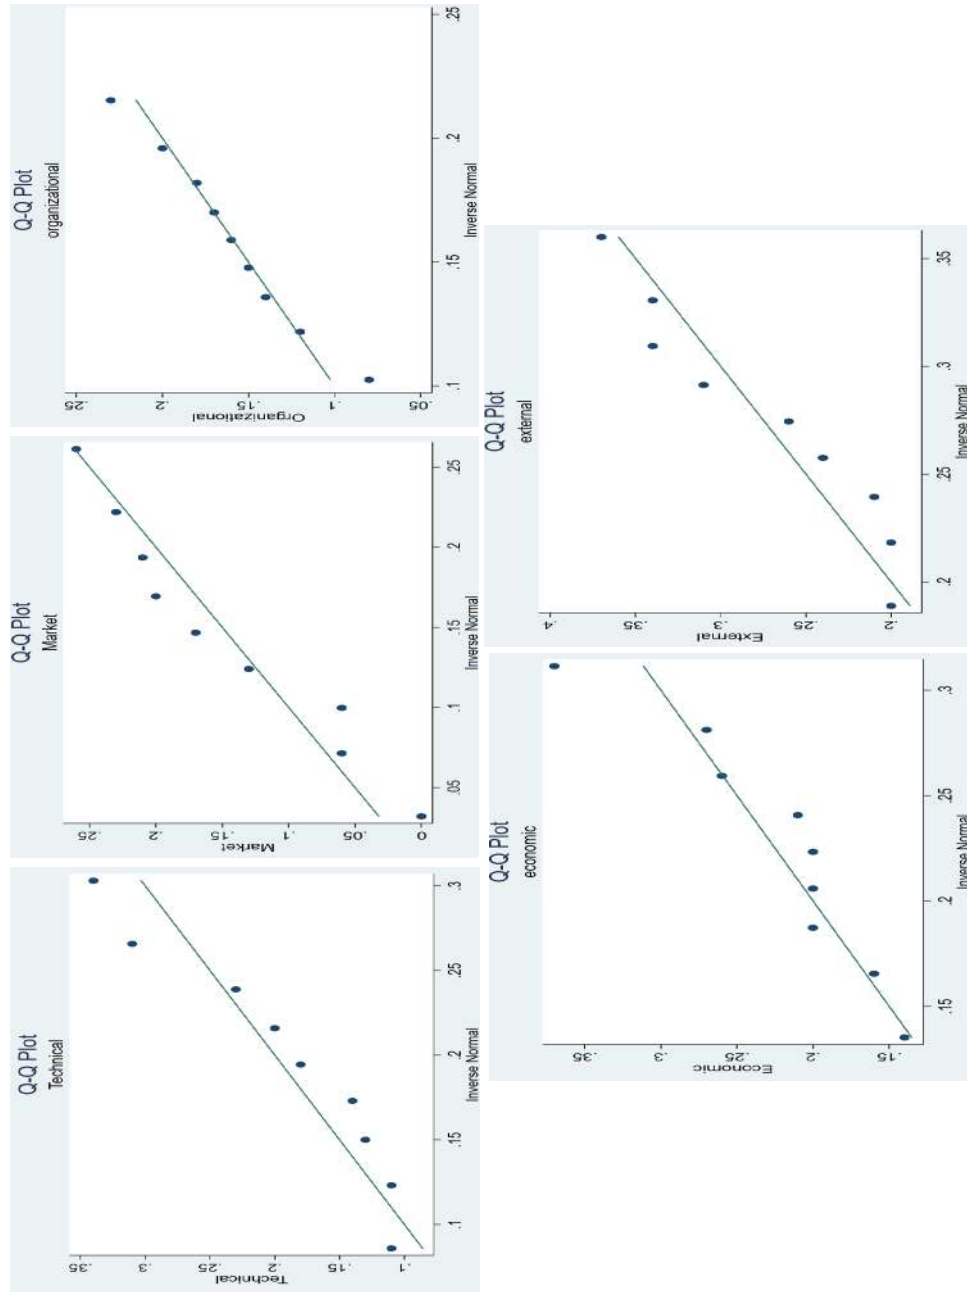 Q-Q Plot
Technical
Technical
.35
.3
.25
.2
.15
.1
.1
.15
.2
.25
.3
Inverse Normal
Q-Q Plot
Market
Market
.25
.2
.15
.1
.05
0
.05
.1
.15
.2
.25
Inverse Normal
Q-Q Plot
organizational
Organizational
.25
.2
.15
.1
.05
.1
.15
.2
.25
Inverse Normal
Q-Q Plot
economic
Economic
.35
.3
.25
.2
.15
.15
.2
.25
.3
Inverse Normal
Q-Q Plot
external
External
.4
.35
.3
.25
.2
.2
.25
.3
.35
Inverse Normal